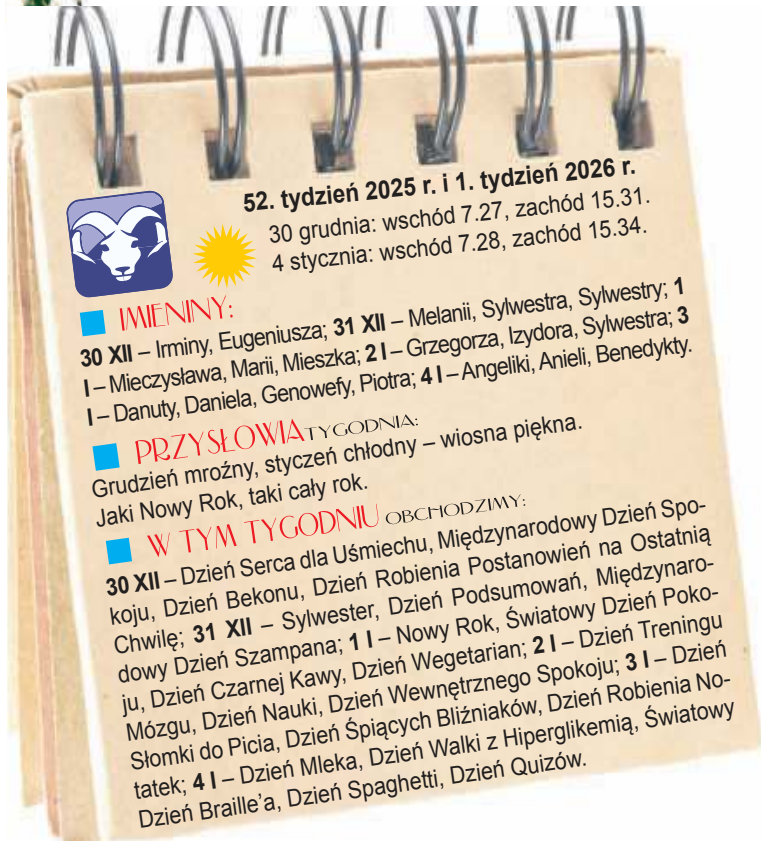 52. tydzień 2025 r. i 1. tydzień 2026 r.
30 grudnia: wschód 7.27, zachód 15.31.
4 stycznia: wschód 7.28, zachód 15.34.
IMIENINY:
30 XII – Irminy, Eugeniusza; 31 XII – Melanii, Sylwestra, Sylwestry; 1
I – Mieczysława, Marii, Mieszka; 2 I – Grzegorza, Izydora, Sylwestra; 3
I – Danuty, Daniela, Genowefy, Piotra; 4 I – Angeliki, Anieli, Benedykty.
PRZYSŁOWIA TYGODNIA:
Grudzień mroźny, styczeń chłodny – wiosna piękna.
Jaki Nowy Rok, taki cały rok.
W TYM TYGODNIU OBCHODZIMY:
30 XII – Dzień Serca dla Uśmiechu, Międzynarodowy Dzień Spo-
koju, Dzień Bekonu, Dzień Robienia Postanowień na Ostatnią
Chwilę; 31 XII – Sylwester, Dzień Podsumowań, Międzynaro-
dowy Dzień Szampana; 1 I – Nowy Rok, Światowy Dzień Poko-
ju, Dzień Czarnej Kawy, Dzień Wegetarian; 2 I – Dzień Treningu
Mózgu, Dzień Nauki, Dzień Wewnętrznego Spokoju; 3 I – Dzień
Słomki do Picia, Dzień Śpiących Bliźniaków, Dzień Robienia No-
tatek; 4 I – Dzień Mleka, Dzień Walki z Hiperglikemią, Światowy
Dzień Braille'a, Dzień Spaghetti, Dzień Quizów.